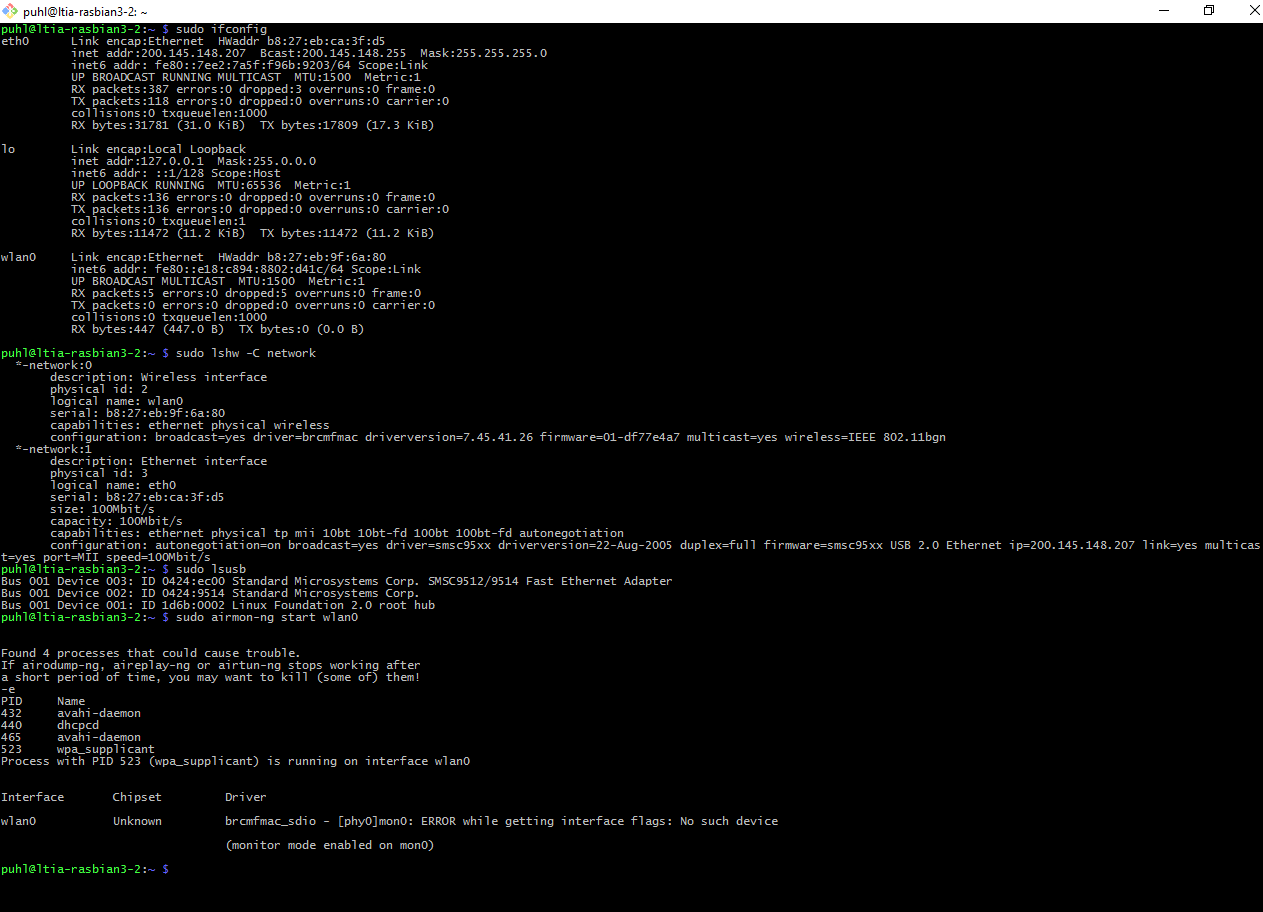 puhl@ltia-rasbian3-2: ~
puhl@ltia-rasbian3-2:~ $ sudo ifconfig
eth0      Link encap:Ethernet  HWaddr b8:27:eb:ca:3f:d5
          inet addr:200.145.148.207  Bcast:200.145.148.255  Mask:255.255.255.0
          inet6 addr: fe80::7ee2:7a5f:f96b:9203/64 Scope:Link
          UP BROADCAST RUNNING MULTICAST  MTU:1500  Metric:1
          RX packets:387 errors:0 dropped:3 overruns:0 frame:0
          TX packets:118 errors:0 dropped:0 overruns:0 carrier:0
          collisions:0 txqueuelen:1000
          RX bytes:31781 (31.0 KiB)  TX bytes:17809 (17.3 KiB)
lo        Link encap:Local Loopback
          inet addr:127.0.0.1  Mask:255.0.0.0
          inet6 addr: ::1/128 Scope:Host
          UP LOOPBACK RUNNING  MTU:65536  Metric:1
          RX packets:136 errors:0 dropped:0 overruns:0 frame:0
          TX packets:136 errors:0 dropped:0 overruns:0 carrier:0
          collisions:0 txqueuelen:1
          RX bytes:11472 (11.2 KiB)  TX bytes:11472 (11.2 KiB)
wlan0     Link encap:Ethernet  HWaddr b8:27:eb:9f:6a:80
          inet6 addr: fe80::e18:c894:8802:d41c/64 Scope:Link
          UP BROADCAST MULTICAST  MTU:1500  Metric:1
          RX packets:5 errors:0 dropped:5 overruns:0 frame:0
          TX packets:0 errors:0 dropped:0 overruns:0 carrier:0
          collisions:0 txqueuelen:1000
          RX bytes:447 (447.0 B)  TX bytes:0 (0.0 B)
puhl@ltia-rasbian3-2:~ $ sudo lshw -C network
  *-network:0
       description: Wireless interface
       physical id: 2
       logical name: wlan0
       serial: b8:27:eb:9f:6a:80
       capabilities: ethernet physical wireless
       configuration: broadcast=yes driver=brcmfmac driverversion=7.45.41.26 firmware=01-df77e4a7 multicast=yes wireless=IEEE 802.11bgn
  *-network:1
       description: Ethernet interface
       physical id: 3
       logical name: eth0
       serial: b8:27:eb:ca:3f:d5
       size: 100Mbit/s
       capacity: 100Mbit/s
       capabilities: ethernet physical tp mii 10bt 10bt-fd 100bt 100bt-fd autonegotiation
       configuration: autonegotiation=on broadcast=yes driver=smsc95xx driverversion=22-Aug-2005 duplex=full firmware=smsc95xx USB 2.0 Ethernet ip=200.145.148.207 link=yes multicas
t=yes port=MII speed=100Mbit/s
puhl@ltia-rasbian3-2:~ $ sudo lsusb
Bus 001 Device 003: ID 0424:ec00 Standard Microsystems Corp. SMSC9512/9514 Fast Ethernet Adapter
Bus 001 Device 002: ID 0424:9514 Standard Microsystems Corp.
Bus 001 Device 001: ID 1d6b:0002 Linux Foundation 2.0 root hub
puhl@ltia-rasbian3-2:~ $ sudo airmon-ng start wlan0
Found 4 processes that could cause trouble.
If airodump-ng, aireplay-ng or airtun-ng stops working after
a short period of time, you may want to kill (some of) them!
-e
PID     Name
432     avahi-daemon
440     dhcpcd
465     avahi-daemon
523     wpa_supplicant
Process with PID 523 (wpa_supplicant) is running on interface wlan0
Interface       Chipset         Driver
wlan0           Unknown         brcmfmac_sdio - [phy0]mon0: ERROR while getting interface flags: No such device
                                (monitor mode enabled on mon0)
puhl@ltia-rasbian3-2:~ $